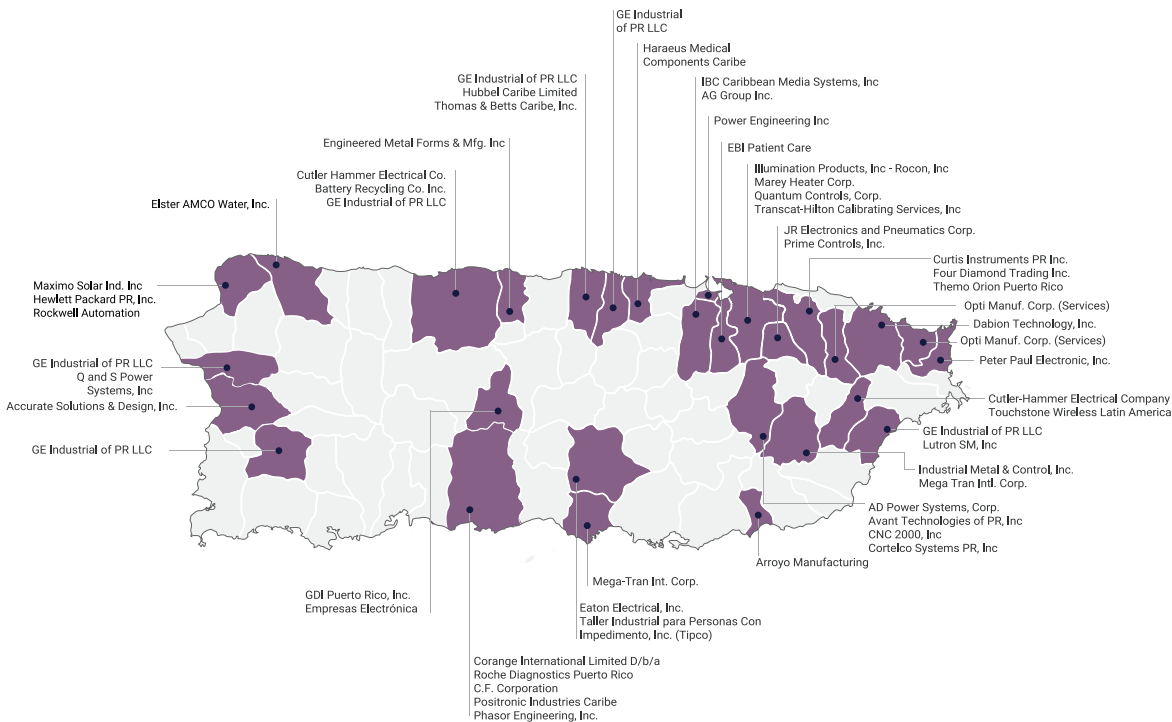 GE Industrial
of PR LLC
Haraeus Medical
Components Caribe
GE Industrial of PR LLC
Hubbel Caribe Limited
Thomas & Betts Caribe, Inc.
IBC Caribbean Media Systems, Inc
AG Group Inc.
Power Engineering Inc
Engineered Metal Forms & Mfg. Inc
EBI Patient Care
Cutler Hammer Electrical Co.
Battery Recycling Co. Inc.
GE Industrial of PR LLC
Illumination Products, Inc - Rocon, Inc
Marey Heater Corp.
Quantum Controls, Corp.
Transcat-Hilton Calibrating Services, Inc
Elster AMCO Water, Inc.
JR Electronics and Pneumatics Corp.
Prime Controls, Inc.
Curtis Instruments PR Inc.
Four Diamond Trading Inc.
Themo Orion Puerto Rico
Maximo Solar Ind. Inc
Hewlett Packard PR, Inc.
Rockwell Automation
Opti Manuf. Corp. (Services)
Dabion Technology, Inc.
Opti Manuf. Corp. (Services)
Peter Paul Electronic, Inc.
GE Industrial of PR LLC
Q and S Power
Systems, Inc
Accurate Solutions & Design, Inc.
Cutler-Hammer Electrical Company
Touchstone Wireless Latin America
GE Industrial of PR LLC
Lutron SM, Inc
GE Industrial of PR LLC
Industrial Metal & Control, Inc.
Mega Tran Intl. Corp.
AD Power Systems, Corp.
Avant Technologies of PR, Inc
CNC 2000, Inc
Cortelco Systems PR, Inc
Arroyo Manufacturing
Mega-Tran Int. Corp.
GDI Puerto Rico, Inc.
Empresas Electrónica
Eaton Electrical, Inc.
Taller Industrial para Personas Con
Impedimento, Inc. (Tipco)
Corange International Limited D/b/a
Roche Diagnostics Puerto Rico
C.F. Corporation
Positronic Industries Caribe
Phasor Engineering, Inc.